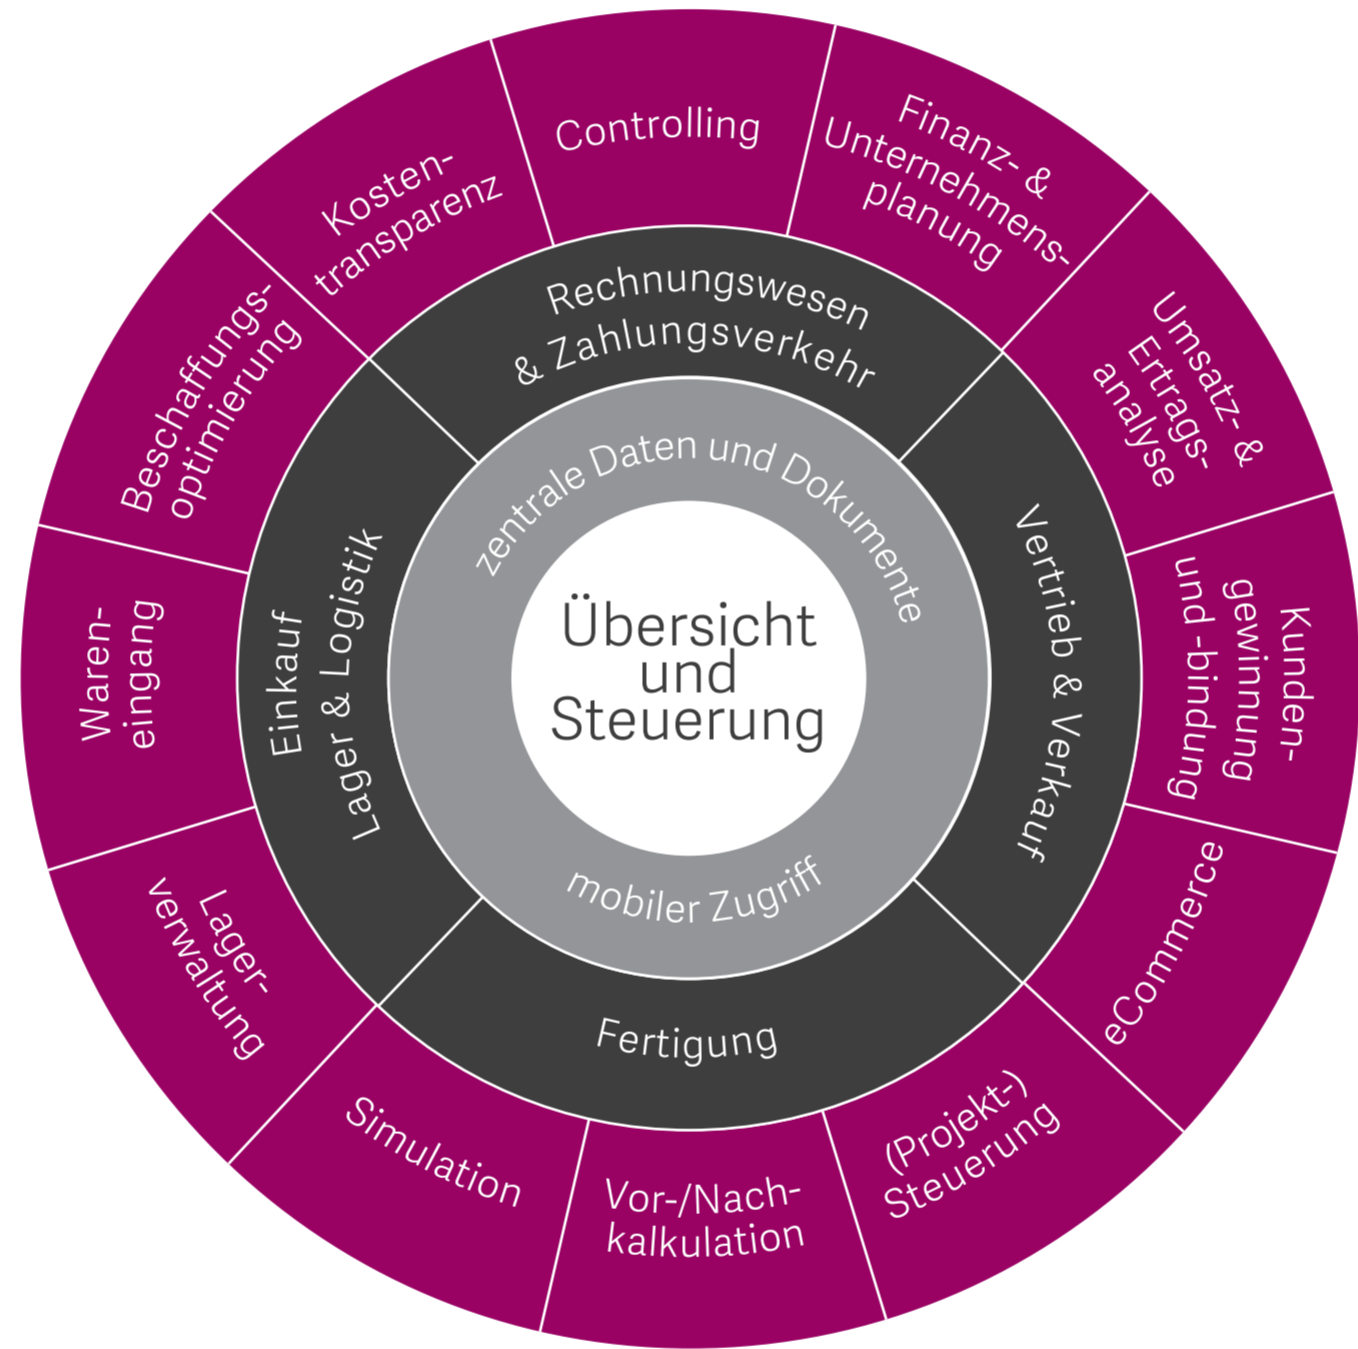 Controlling
Finanz- &
Unternehmens-
planung
Umsatz- &
Ertrags-
analyse
Kunden-
gewinnung
und -bindung
eCommerce
(Projekt-)
Steuerung
Vor-/Nach-
kalkulation
Simulation
Lager-
verwaltung
Waren-
eingang
Beschaffungs-
optimierung
Kosten-
transparenz
Rechnungswesen
& Zahlungsverkehr
Vertrieb & Verkauf
Fertigung
Einkauf
Lager & Logistik
zentrale Daten und Dokumente
mobiler Zugriff
Übersicht
und
Steuerung